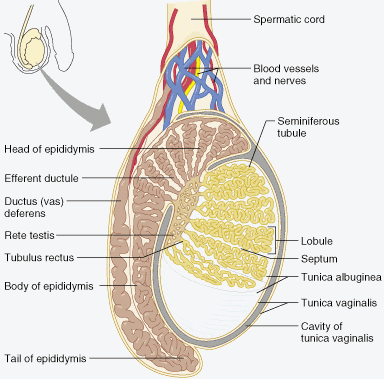 Spermatic cord
Blood vessels
and nerves
Seminiferous
tubule
Head of epididymis
Efferent ductule
Ductus (vas)
deferens
Rete testis
Tubulus rectus
Body of epididymis
Tail of epididymis
Lobule
Septum
Tunica albuginea
Tunica vaginalis
Cavity of
tunica vaginalis